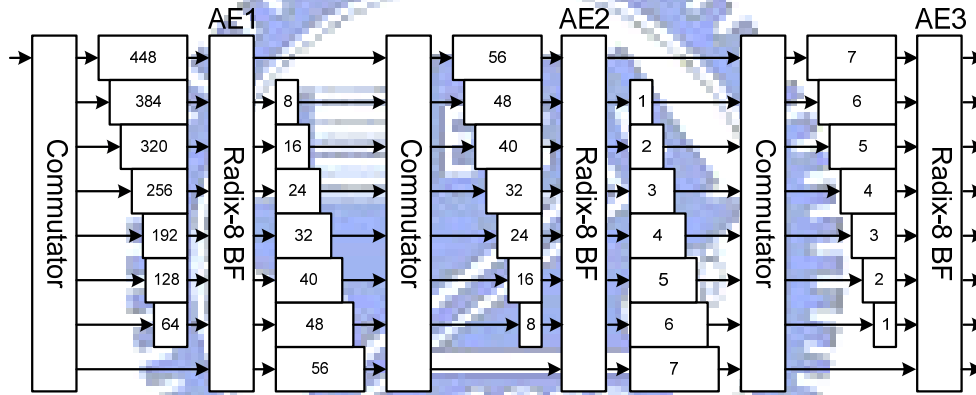 AE1 AE2 AE3
448 56 7
384 8 48 1 6
320 16 40 2 5
256 24 32 3 4
192 32 24 4 3
128 40 16 5 2
64 48 8 6 1
56 7
Commutator Radix-8 BF Commutator Radix-8 BF Commutator Radix-8 BF